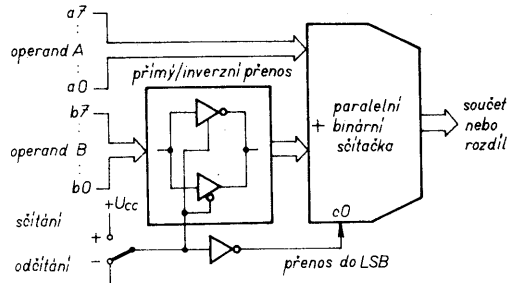 a7
operand A
a0
přímý/inverzní přenos
b7
operand B
b0
+Ucc
sčítání
+
odčítání
-
+
paralelní
binární
sčítačka
c0
přenos do LSB
součet
nebo
rozdíl